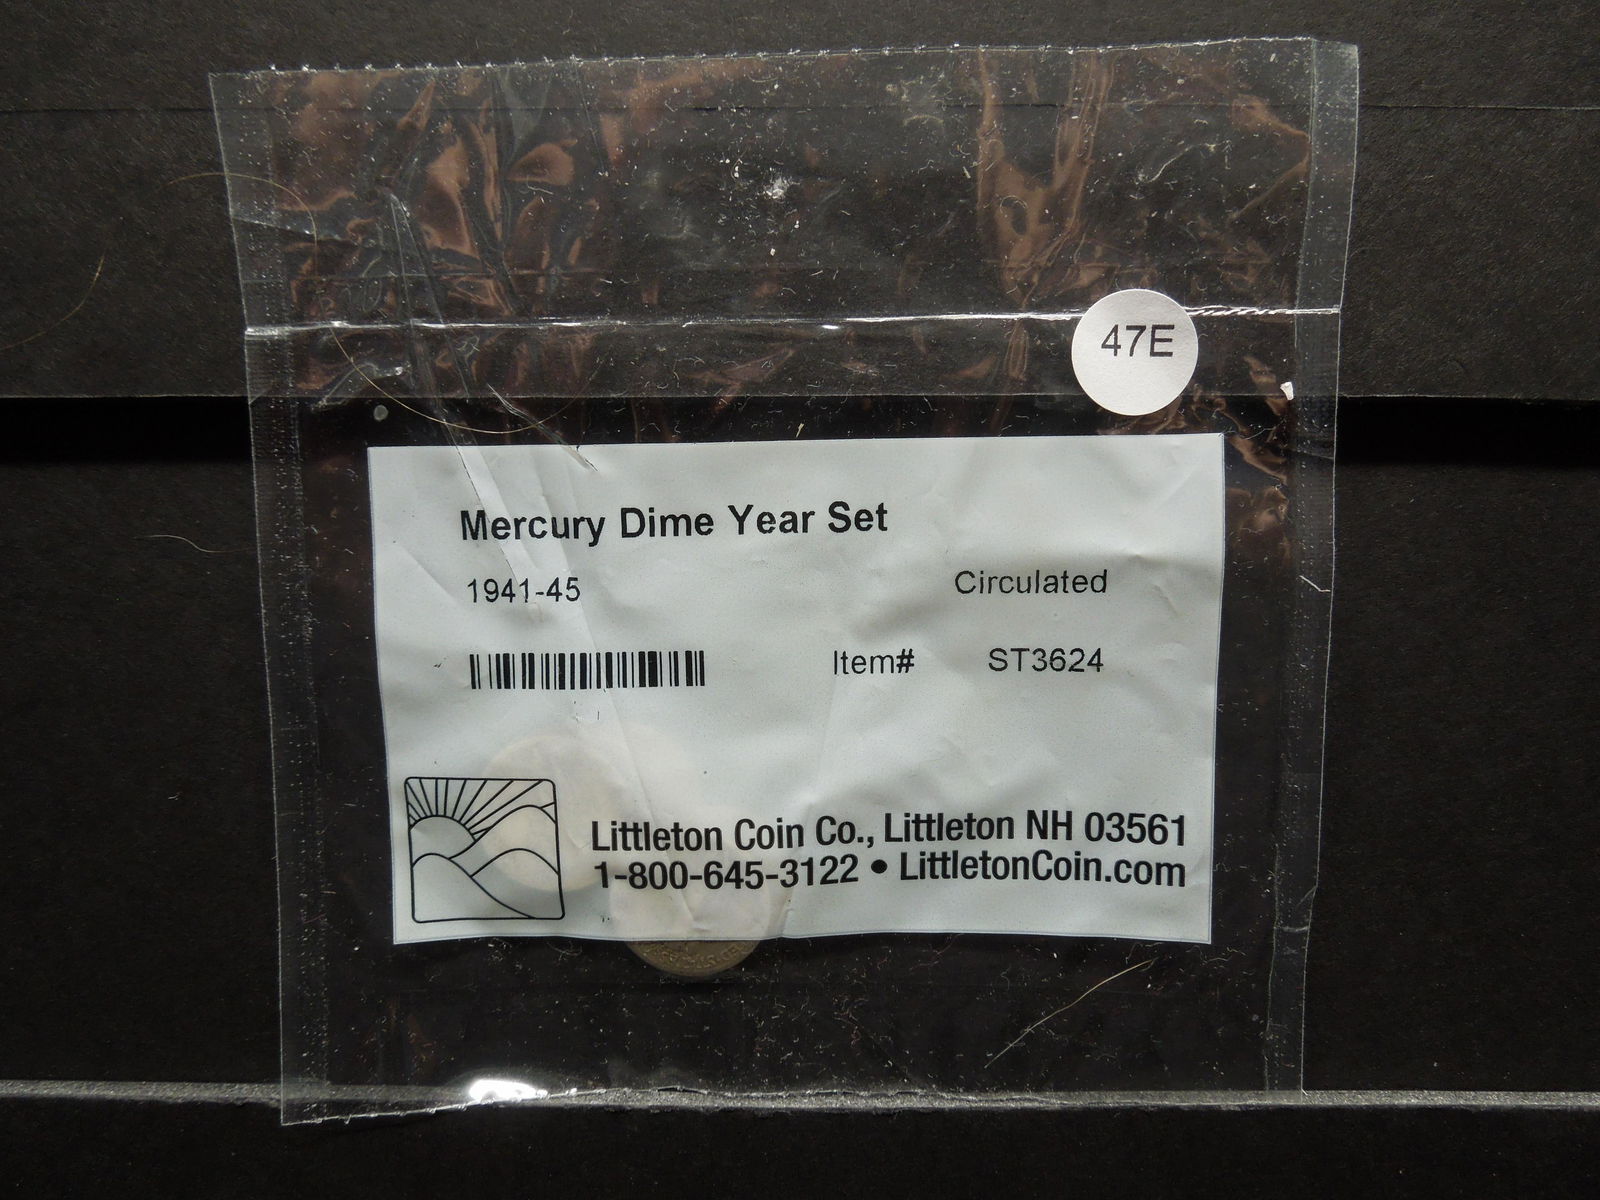 47E
Mercury Dime Year Set
1941-45 Circulated
Item# ST3624
Littleton Coin Co., Littleton NH 03561
1-800-645-3122 • LittletonCoin.com